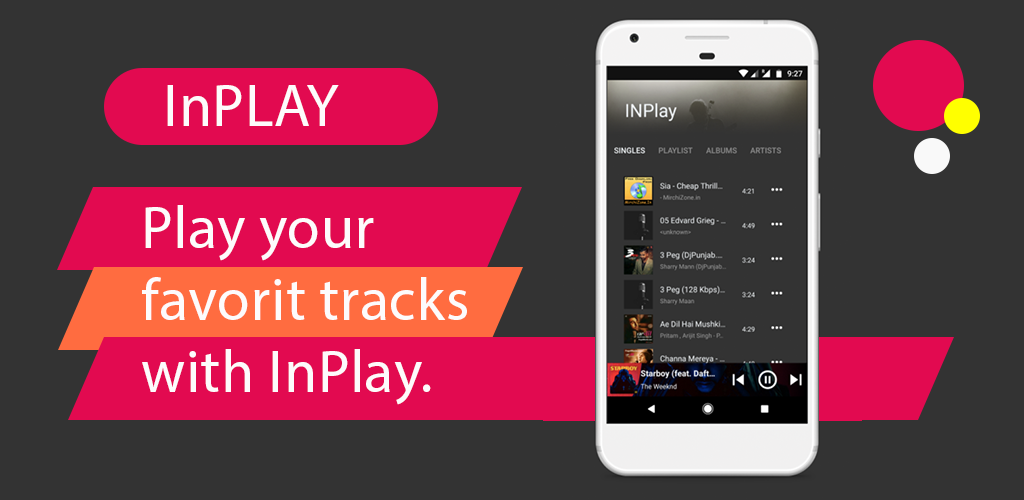 InPLAY
Play your
favorit tracks
with InPlay.
9:27
INPlay
SINGLES PLAYLIST ALBUMS ARTISTS
Sia - Cheap Thrill...
- MirchiZone.in
4:21
05 Edvard Grieg - ...
<unknown>
4:49
3 Peg (DjPunjab....
Sharry Mann (DjPunjab...
3:24
3 Peg (128 Kbps)...
Sharry Maan
3:24
Ae Dil Hai Mushki...
Pritam , Arijit Singh - P...
4:29
Channa Mereya - ...
STARBOY
Starboy (feat. Daft...
The Weeknd